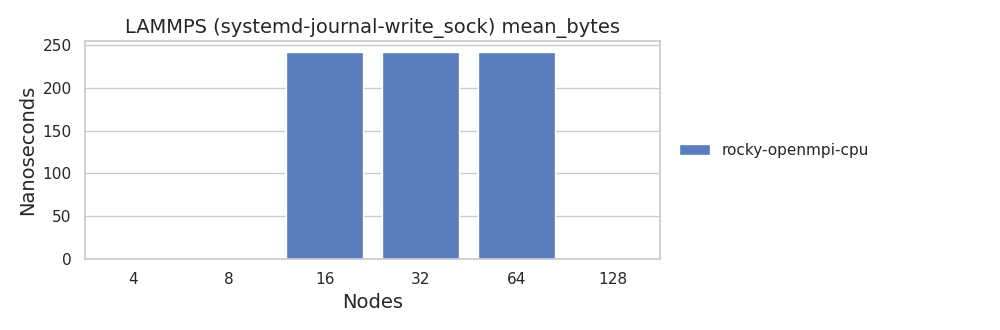 LAMMPS (systemd-journal-write_sock) mean_bytes
250
200
150
100
50
0
Nanoseconds
4 8 16 32 64 128
Nodes
rocky-openmpi-cpu